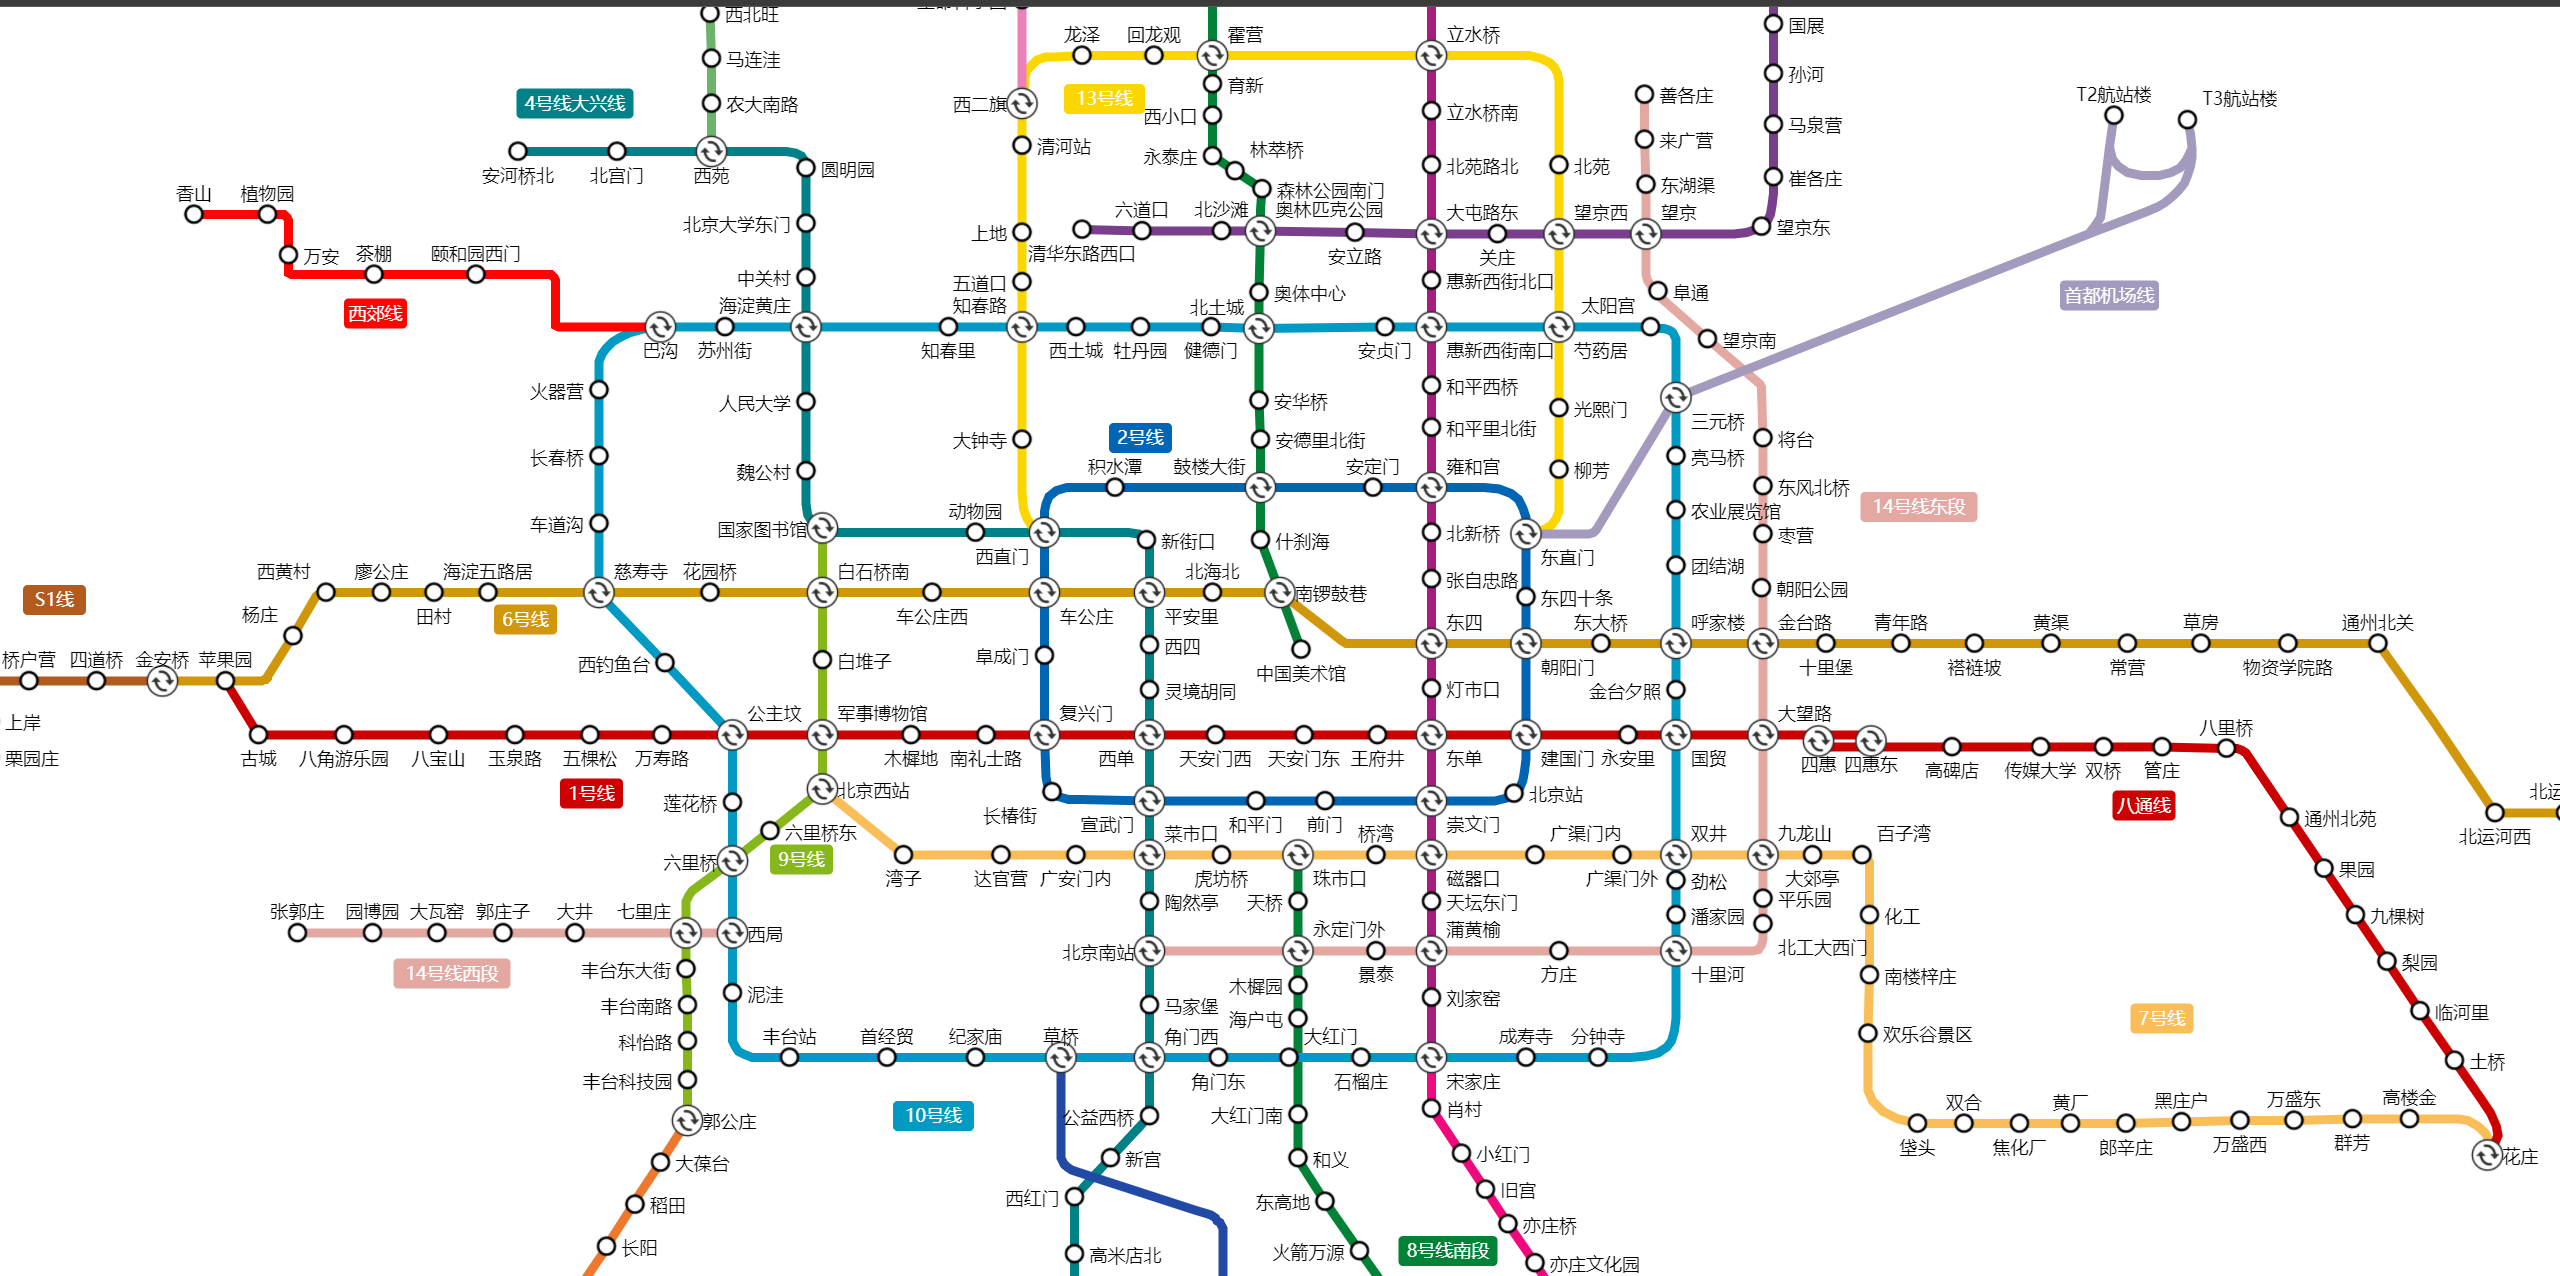 西北旺
龙泽
回龙观
霍营
立水桥
国展
马连洼
育新
孙河
4号线大兴线
农大南路
西二旗
13号线
西小口
立水桥南
善各庄
T2航站楼
T3航站楼
清河站
永泰庄
林萃桥
来广营
马泉营
安河桥北
北宫门
西苑
圆明园
北苑路北
北苑
东湖渠
崔各庄
香山
植物园
森林公园南门
六道口
北沙滩
奥林匹克公园
大屯路东
望京西
望京
望京东
北京大学东门
上地
清华东路西口
安立路
关庄
万安
茶棚
颐和园西门
中关村
五道口
惠新西街北口
阜通
奥体中心
首都机场线
西郊线
海淀黄庄
知春路
北土城
太阳宫
巴沟
苏州街
知春里
西土城
牡丹园
健德门
安贞门
惠新西街南口
芍药居
望京南
火器营
人民大学
和平西桥
安华桥
光熙门
三元桥
2号线
大钟寺
安德里北街
和平里北街
将台
长春桥
魏公村
积水潭
鼓楼大街
安定门
雍和宫
柳芳
亮马桥
东风北桥
14号线东段
车道沟
国家图书馆
动物园
西直门
新街口
什刹海
北新桥
东直门
农业展览馆
枣营
团结湖
西黄村
廖公庄
海淀五路居
慈寿寺
花园桥
白石桥南
北海北
南锣鼓巷
张自忠路
朝阳公园
S1线
杨庄
田村
6号线
车公庄西
车公庄
平安里
东四十条
东四
东大桥
呼家楼
金台路
青年路
黄渠
草房
通州北关
桥户营
四道桥
金安桥
苹果园
西钓鱼台
白堆子
阜成门
西四
中国美术馆
朝阳门
十里堡
褡裢坡
常营
物资学院路
灵境胡同
灯市口
金台夕照
上岸
公主坟
军事博物馆
复兴门
大望路
八里桥
栗园庄
古城
八角游乐园
八宝山
玉泉路
五棵松
万寿路
木樨地
南礼士路
西单
天安门西
天安门东
王府井
东单
建国门
永安里
国贸
四惠
四惠东
高碑店
传媒大学
双桥
管庄
1号线
北京西站
莲花桥
长椿街
北京站
八通线
北运
通州北苑
宣武门
和平门
前门
崇文门
北运河西
六里桥东
9号线
六里桥
菜市口
桥湾
广渠门内
双井
九龙山
百子湾
湾子
达官营
广安门内
虎坊桥
珠市口
磁器口
广渠门外
劲松
大郊亭
果园
陶然亭
天桥
天坛东门
潘家园
平乐园
化工
九棵树
张郭庄
园博园
大瓦窑
郭庄子
大井
七里庄
西局
北京南站
永定门外
蒲黄榆
北工大西门
14号线西段
丰台东大街
景泰
方庄
十里河
南楼梓庄
梨园
泥洼
木樨园
丰台南路
马家堡
刘家窑
海户屯
临河里
7号线
科怡路
丰台站
首经贸
纪家庙
草桥
角门西
大红门
成寿寺
分钟寺
欢乐谷景区
土桥
丰台科技园
角门东
石榴庄
宋家庄
双合
黄厂
黑庄户
万盛东
高楼金
郭公庄
10号线
公益西桥
大红门南
肖村
垡头
焦化厂
郎辛庄
万盛西
群芳
花庄
大葆台
新宫
和义
小红门
稻田
西红门
东高地
旧宫
亦庄桥
长阳
高米店北
火箭万源
8号线南段
亦庄文化园